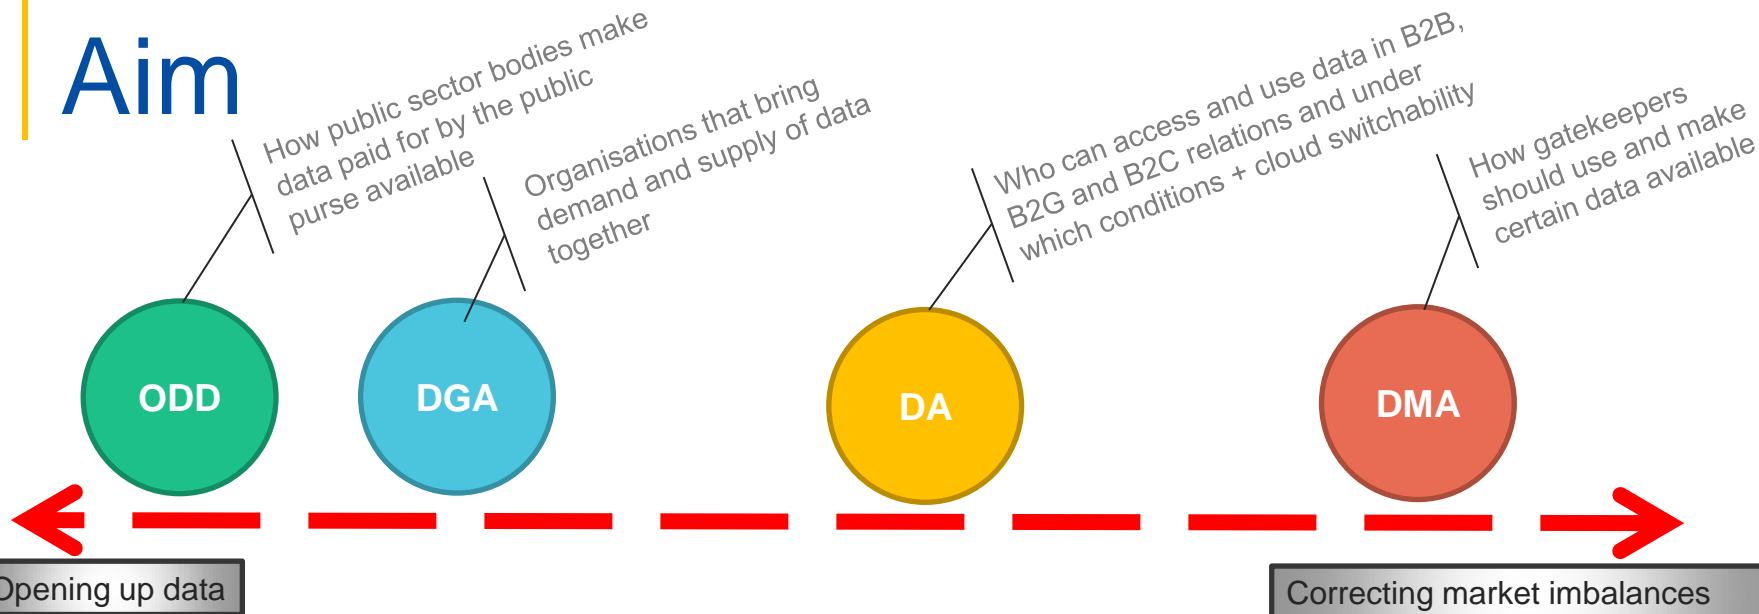 Aim
How public sector bodies make
data paid for by the public
purse available
Organisations that bring
demand and supply of data
together
Who can access and use data in B2B,
B2G and B2C relations and under
which conditions + cloud switchability
How gatekeepers
should use and make
certain data available
ODD
DGA
DA
DMA
Opening up data
Correcting market imbalances